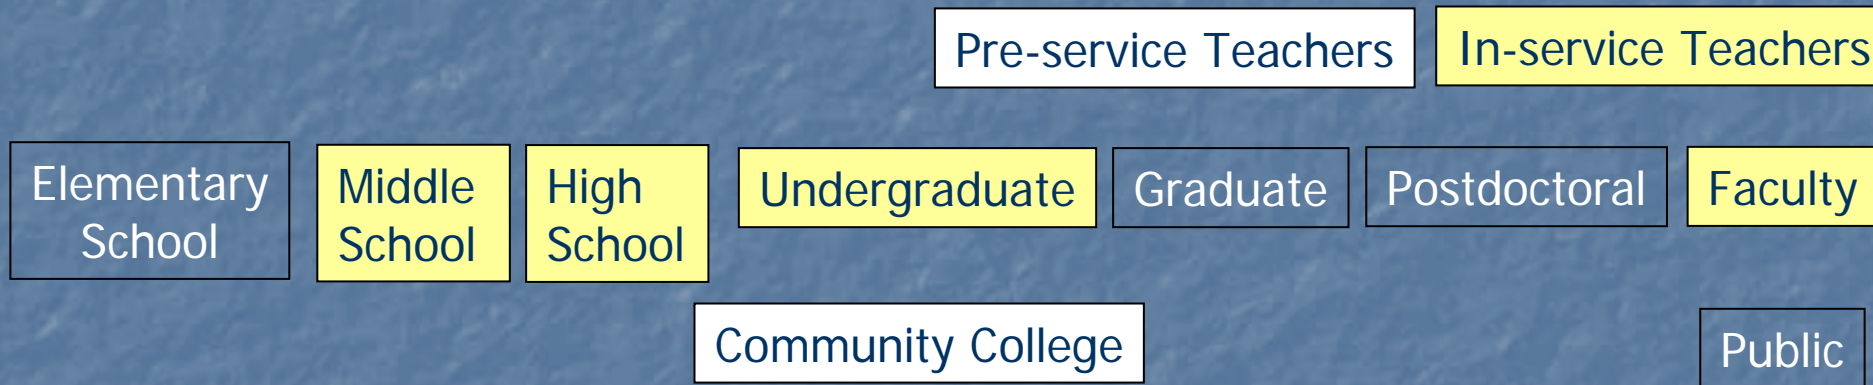 Pre-service Teachers
In-service Teachers
Elementary
School
Middle
School
High
School
Undergraduate
Graduate
Postdoctoral
Faculty
Community College
Public